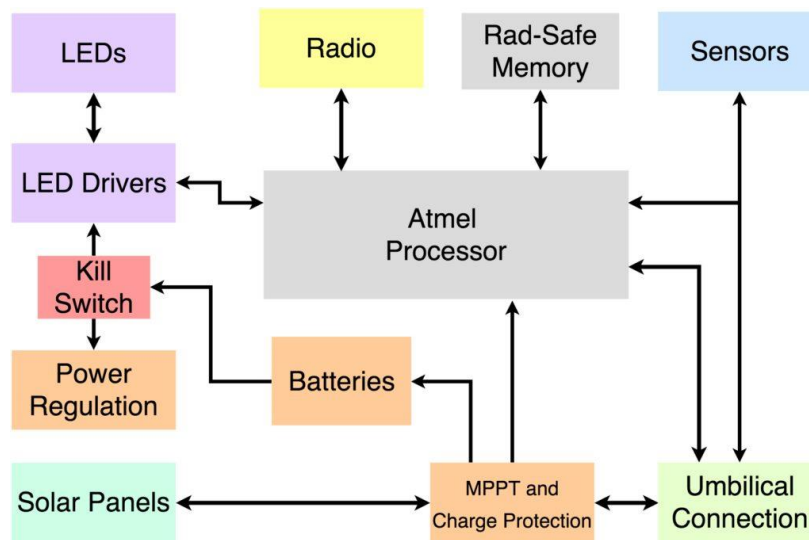 LEDs
Radio
Rad-Safe
Memory
Sensors
LED Drivers
Atmel
Processor
Kill
Switch
Power
Regulation
Batteries
Solar Panels
MPPT and
Charge Protection
Umbilical
Connection